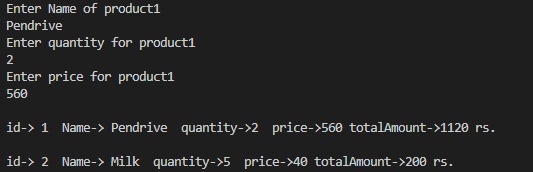 Enter Name of product1
Pendrive
Enter quantity for product1
2
Enter price for product1
560
id-> 1  Name-> Pendrive  quantity->2  price->560 totalAmount->1120 rs.
id-> 2  Name-> Milk  quantity->5  price->40 totalAmount->200 rs.